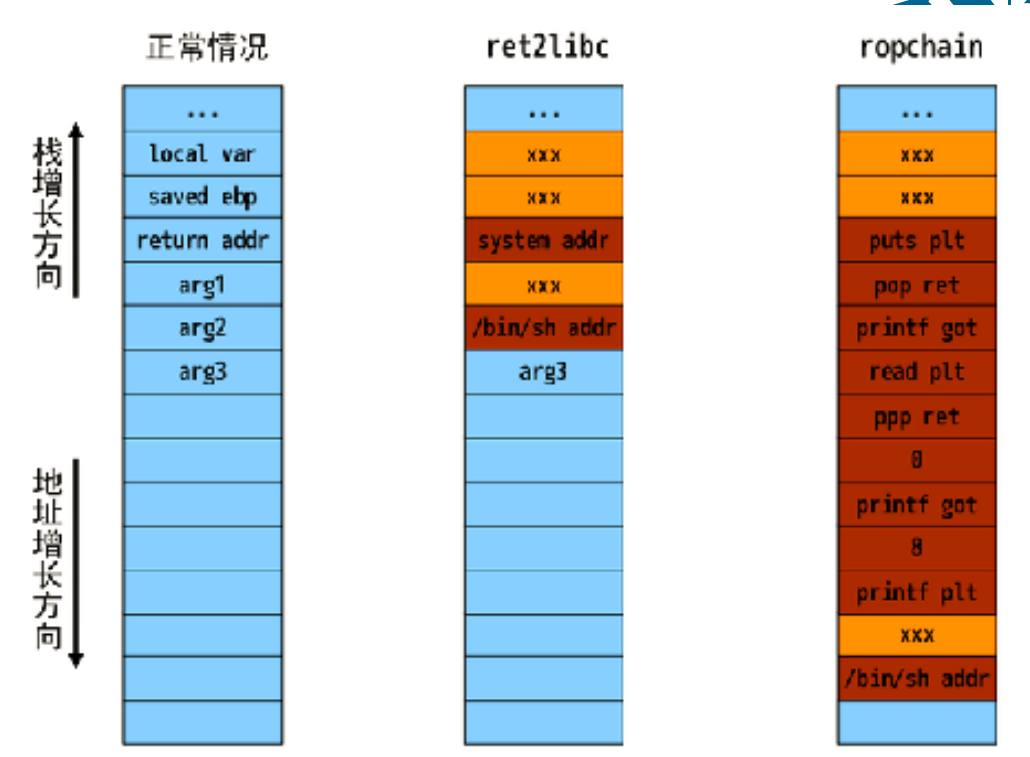 正常情况
ret2libc
ropchain
栈增长方向
地址增长方向
...
local var
saved ebp
return addr
arg1
arg2
arg3
...
xxx
xxx
system addr
xxx
/bin/sh addr
arg3
...
xxx
xxx
puts plt
pop ret
printf got
read plt
ppp ret
0
printf got
8
printf plt
xxx
/bin/sh addr